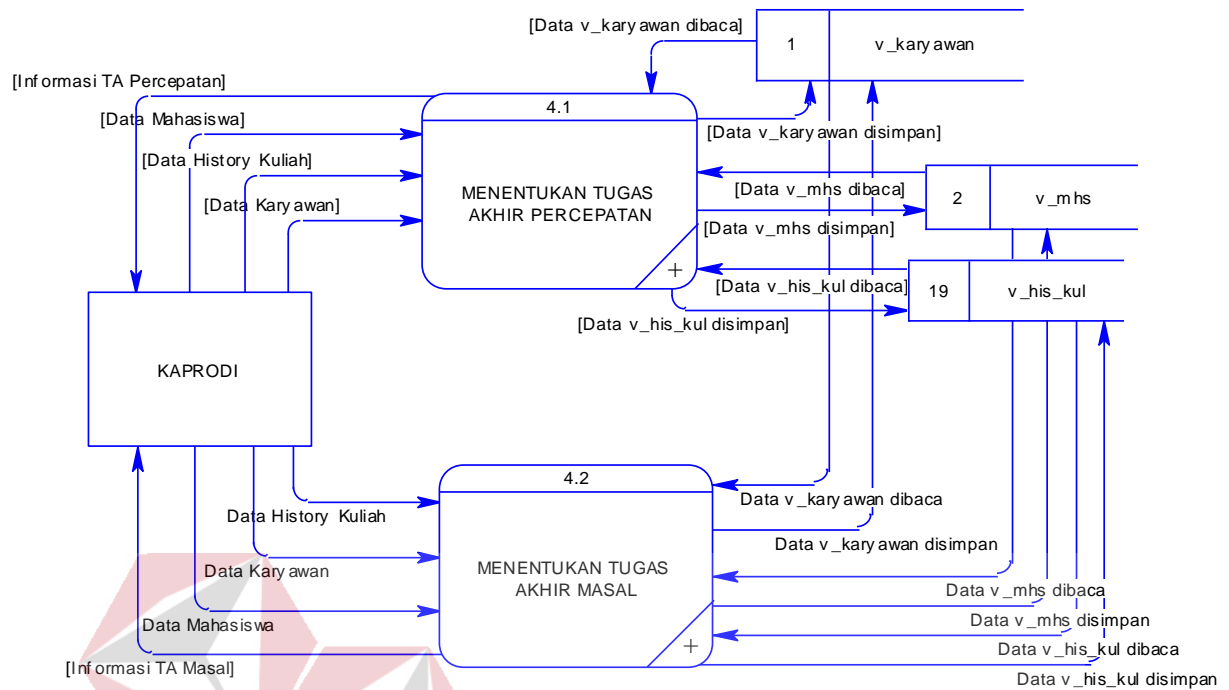 [Data v_karyawan dibaca]
1
v_karyawan
[Informasi TA Percepatan]
4.1
[Data Mahasiswa]
[Data v_karyawan disimpan]
[Data History Kuliah]
MENENTUKAN TUGAS
AKHIR PERCEPATAN
[Data v_mhs dibaca]
2
v_mhs
[Data Karyawan]
[Data v_mhs disimpan]
+
[Data v_his_kul dibaca]
19
v_his_kul
[Data v_his_kul disimpan]
KAPRODI
4.2
Data v_karyawan dibaca
Data History Kuliah
Data v_karyawan disimpan
Data Karyawan
MENENTUKAN TUGAS
AKHIR MASAL
Data v_mhs dibaca
Data Mahasiswa
Data v_mhs disimpan
+
Data v_his_kul dibaca
[Informasi TA Masal]
Data v_his_kul disimpan